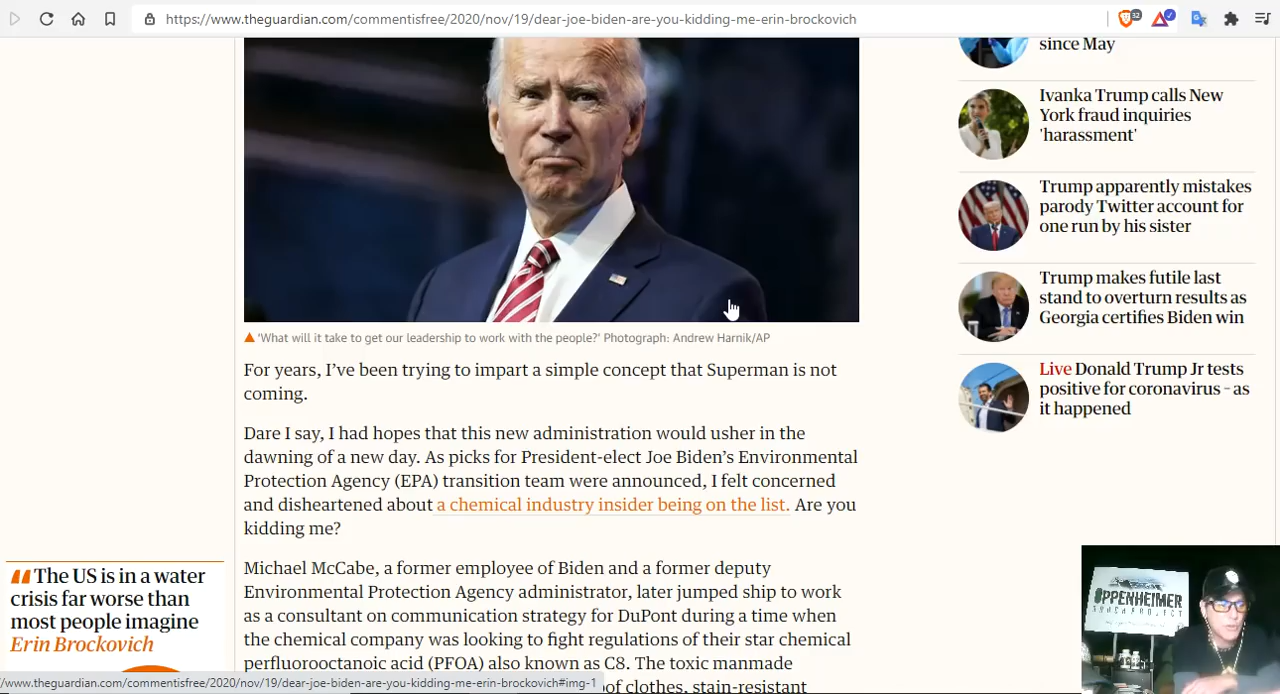 https://www.theguardian.com/commentisfree/2020/nov/19/dear-joe-biden-are-you-kidding-me-erin-brockovich
32
since May
Ivanka Trump calls New
York fraud inquiries
'harassment'
Trump apparently mistakes
parody Twitter account for
one run by his sister
Trump makes futile last
stand to overturn results as
Georgia certifies Biden win
Live Donald Trump Jr tests
positive for coronavirus – as
it happened
'What will it take to get our leadership to work with the people?' Photograph: Andrew Harnik/AP
For years, I've been trying to impart a simple concept that Superman is not
coming.
Dare I say, I had hopes that this new administration would usher in the
dawning of a new day. As picks for President-elect Joe Biden's Environmental
Protection Agency (EPA) transition team were announced, I felt concerned
and disheartened about a chemical industry insider being on the list. Are you
kidding me?
Michael McCabe, a former employee of Biden and a former deputy
Environmental Protection Agency administrator, later jumped ship to work
as a consultant on communication strategy for DuPont during a time when
the chemical company was looking to fight regulations of their star chemical
perfluorooctanoic acid (PFOA) also known as C8. The toxic manmade
of clothes, stain-resistant
The US is in a water
crisis far worse than
most people imagine
Erin Brockovich
/www.theguardian.com/commentisfree/2020/nov/19/dear-joe-biden-are-you-kidding-me-erin-brockovich#img-1
OPPENHEIMER
RANCH PROJECT